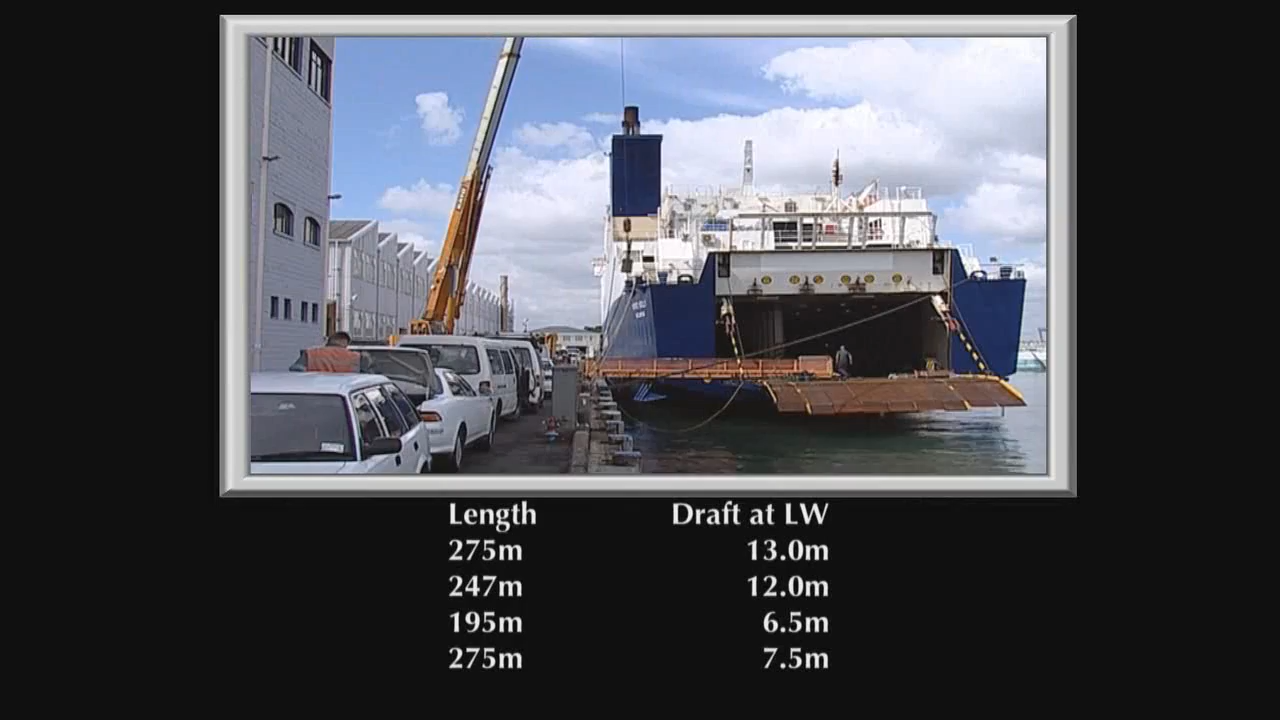 Length Draft at LW
275m 13.0m
247m 12.0m
195m 6.5m
275m 7.5m